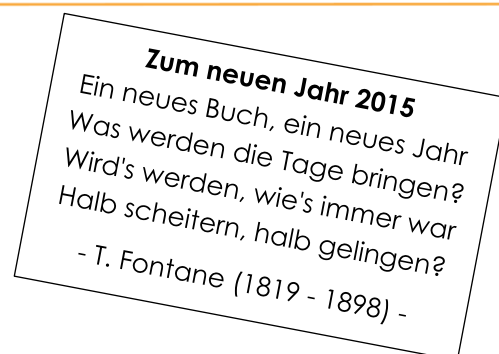 Zum neuen Jahr 2015
Ein neues Buch, ein neues Jahr
Was werden die Tage bringen?
Wird's werden, wie's immer war
Halb scheitern, halb gelingen?
- T. Fontane (1819 - 1898) -